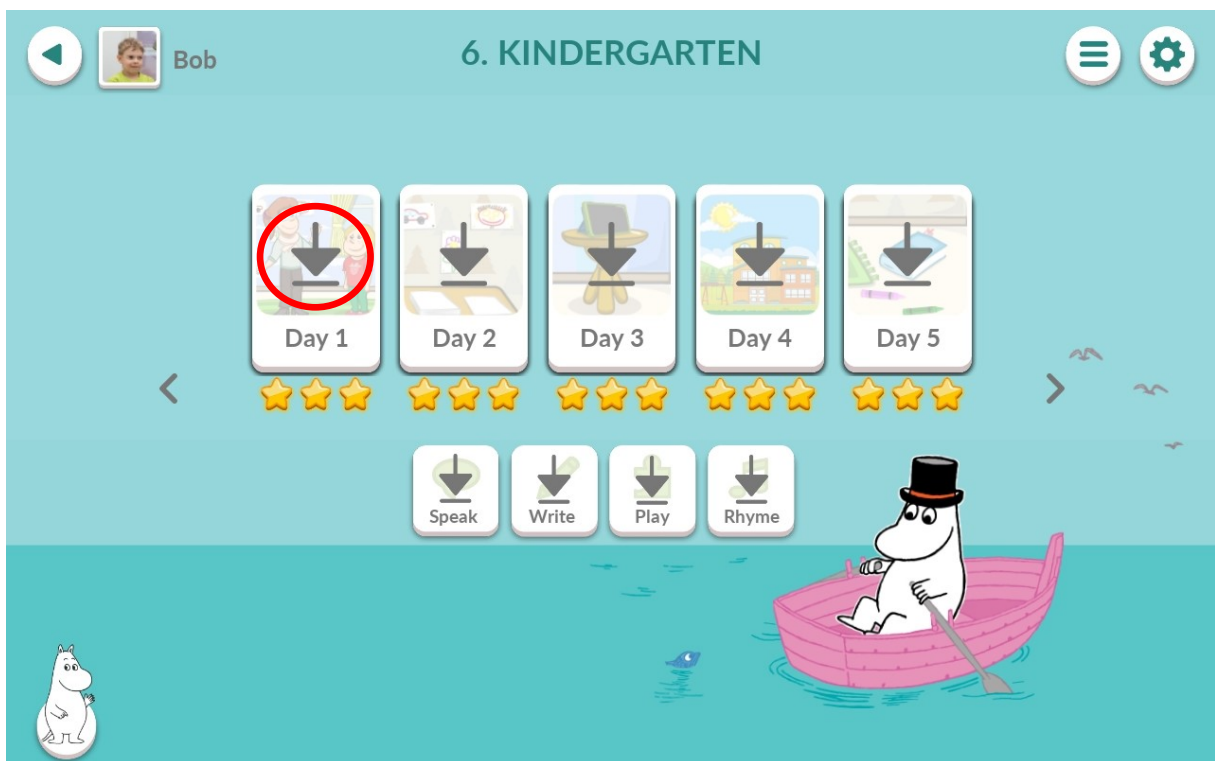 Bob
6. KINDERGARTEN
Day 1
Day 2
Day 3
Day 4
Day 5
Speak
Write
Play
Rhyme